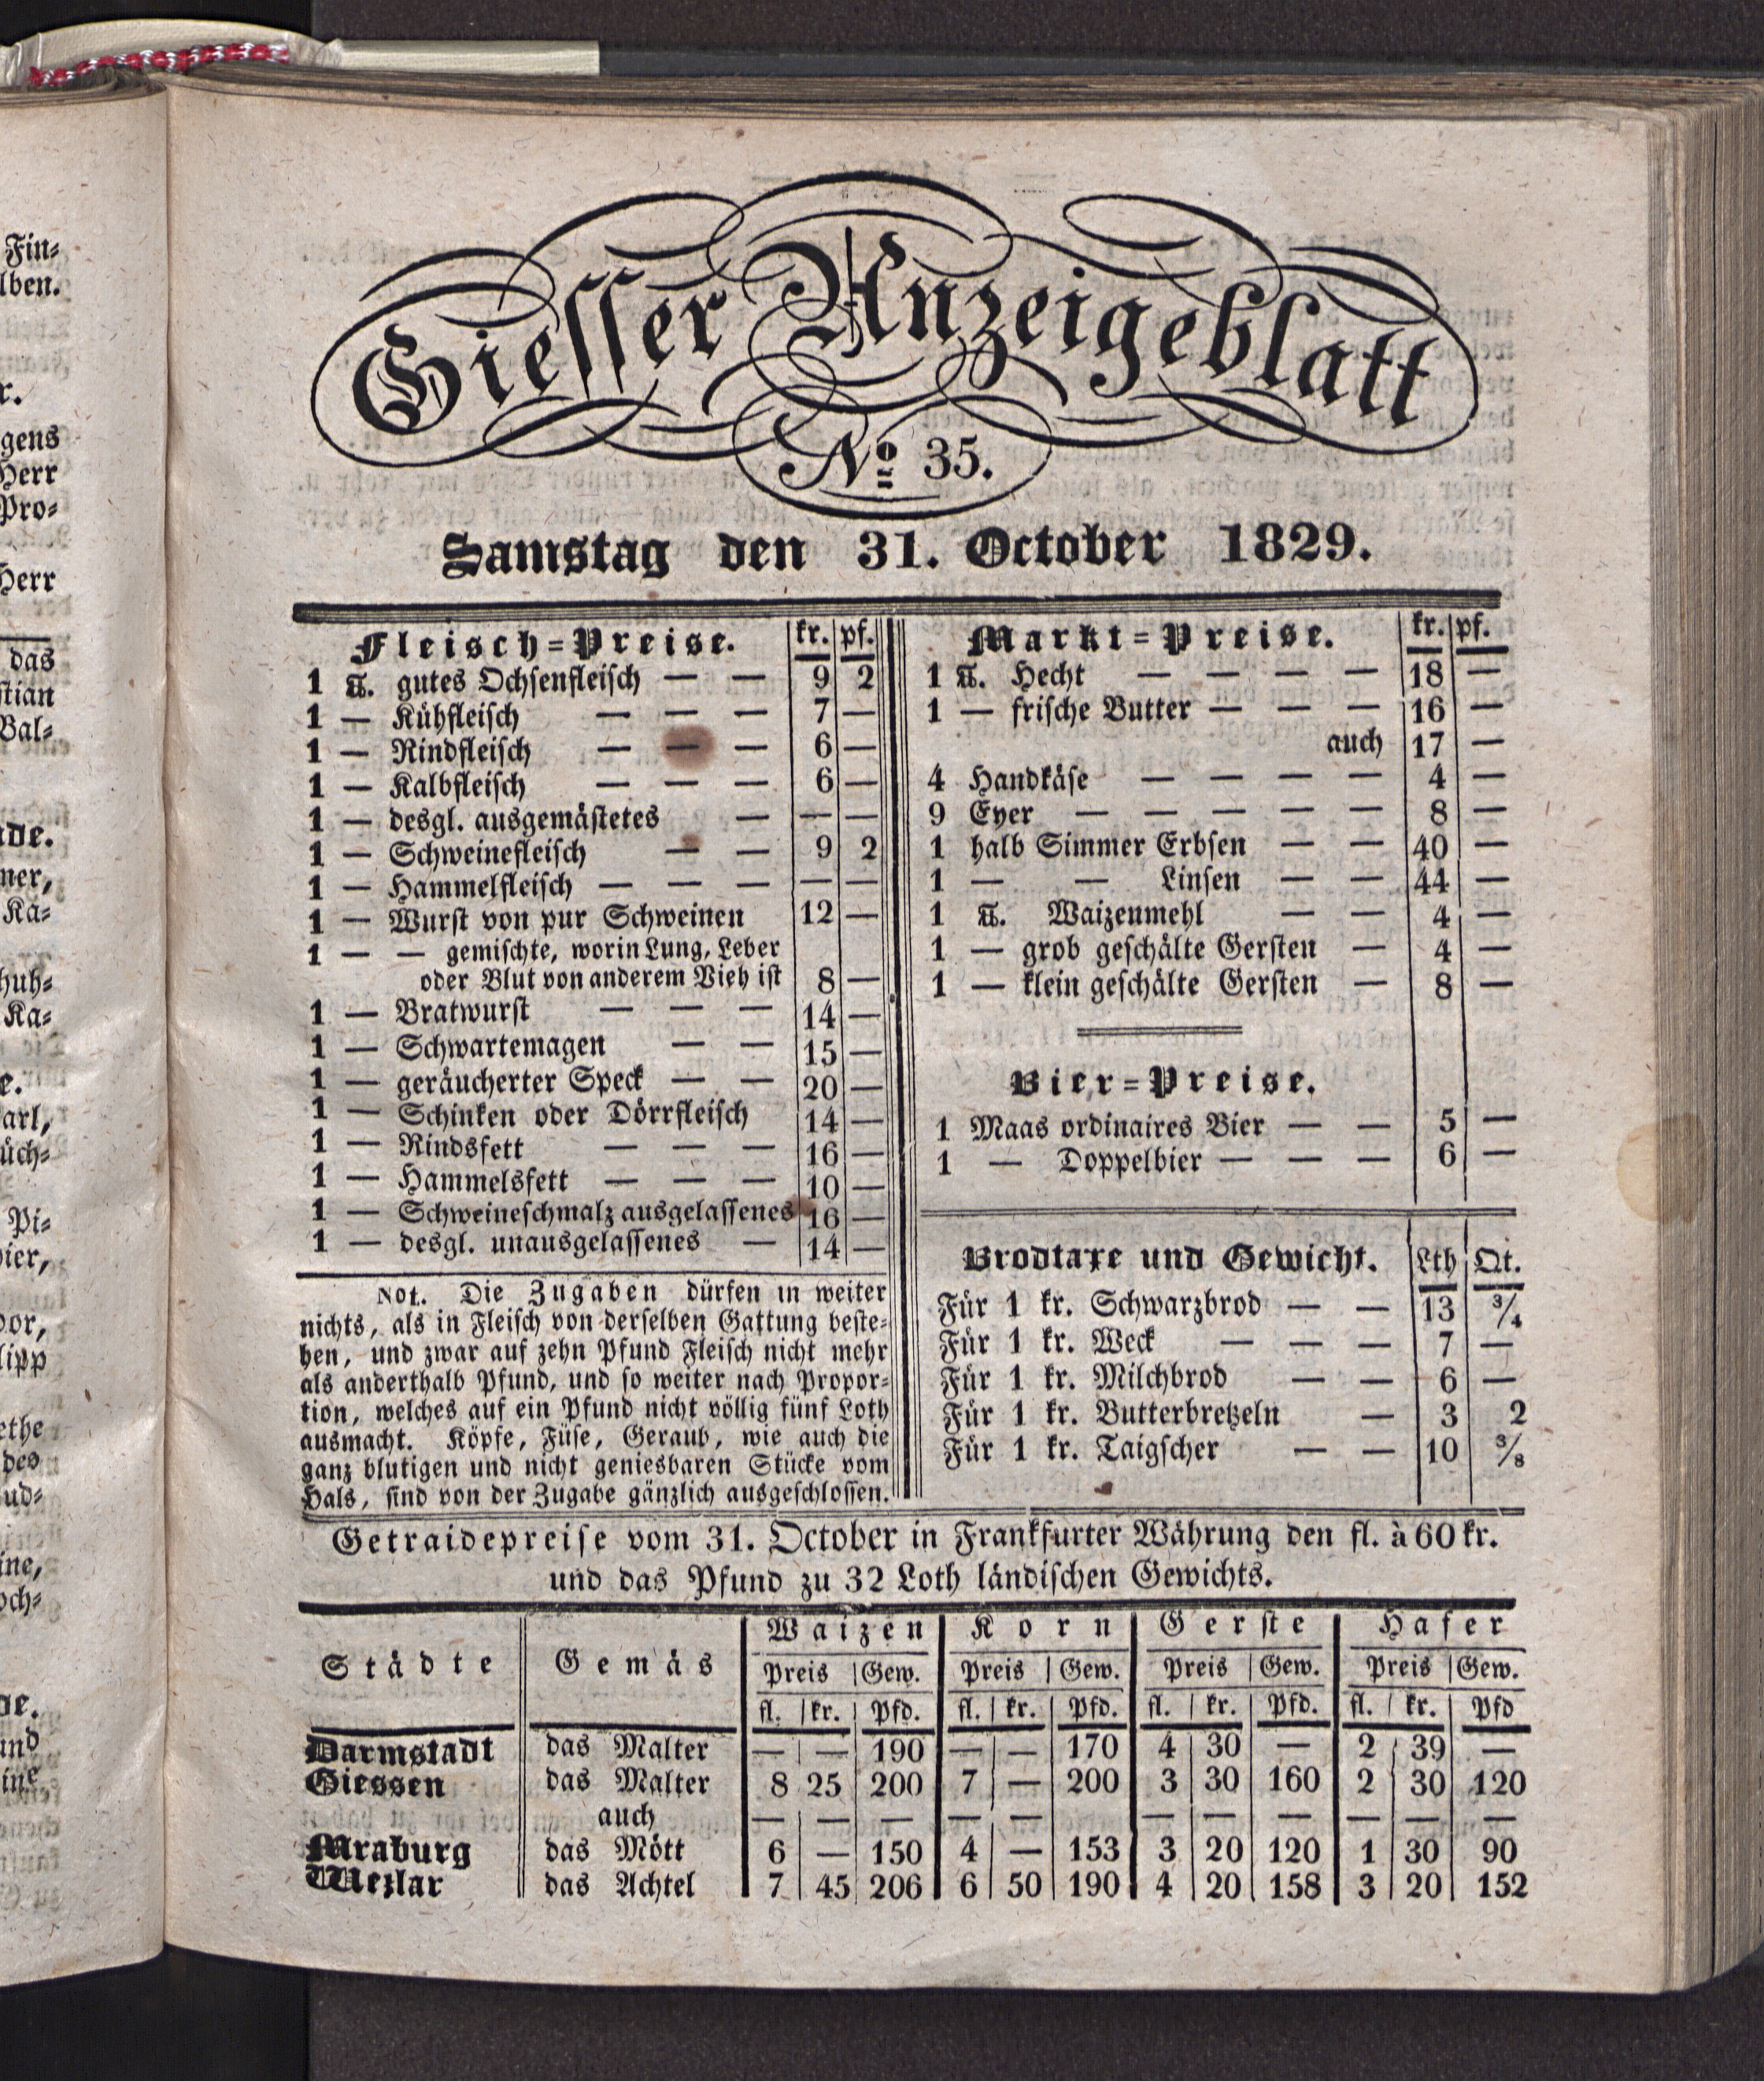 Giesser Anzeigeblatt
No 35.
Samstag den 31. October 1829.
Fleisch=Preise. kr. pf.
1 ℔. gutes Ochsenfleisch — — 9 2
1 — Kühfleisch — — — 7 —
1 — Rindfleisch — — — 6 —
1 — Kalbfleisch — — — 6 —
1 — desgl. ausgemästetes — — —
1 — Schweinefleisch — — 9 2
1 — Hammelfleisch — — — — —
1 — Wurst von pur Schweinen 12 —
1 — — gemischte, worin Lung, Leber
oder Blut von anderem Vieh ist 8 —
1 — Bratwurst — — — 14 —
1 — Schwartemagen — — 15 —
1 — geräucherter Speck — — 20 —
1 — Schinken oder Dörrfleisch 14 —
1 — Rindsfett — — — 16 —
1 — Hammelsfett — — — 10 —
1 — Schweineschmalz ausgelassenes 16 —
1 — desgl. unausgelassenes — 14 —
Not. Die Zugaben dürfen in weiter
nichts, als in Fleisch von derselben Gattung beste=
hen, und zwar auf zehn Pfund Fleisch nicht mehr
als anderthalb Pfund, und so weiter nach Propor=
tion, welches auf ein Pfund nicht völlig fünf Loth
ausmacht. Köpfe, Füse, Geraub, wie auch die
ganz blutigen und nicht geniesbaren Stücke vom
Hals, sind von der Zugabe gänzlich ausgeschlossen.
Markt=Preise. kr. pf.
1 ℔. Hecht — — — — 18 —
1 — frische Butter — — — 16 —
auch 17 —
4 Handkäse — — — — 4 —
9 Eyer — — — — — 8 —
1 halb Simmer Erbsen — — 40 —
1 — — Linsen — — 44 —
1 ℔. Waizenmehl — — 4 —
1 — grob geschälte Gersten — 4 —
1 — klein geschälte Gersten — 8 —
Bier=Preise.
1 Maas ordinaires Bier — — 5 —
1 — Doppelbier — — — 6 —
Brodtaxe und Gewicht. Lth Qt.
Für 1 kr. Schwarzbrod — — 13 3/4
Für 1 kr. Weck — — — 7 —
Für 1 kr. Milchbrod — — 6 —
Für 1 kr. Butterbretzeln — 3 2
Für 1 kr. Taigscher — — 10 3/8
Getraidepreise vom 31. October in Frankfurter Währung den fl. à 60 kr.
und das Pfund zu 32 Loth ländischen Gewichts.
Städte Gemäs Waizen Korn Gerste Hafer
Preis Gew. Preis Gew. Preis Gew. Preis Gew.
fl. kr. Pfd. fl. kr. Pfd. fl. kr. Pfd. fl. kr. Pfd
Darmstadt das Malter — — 190 — — 170 4 30 — 2 39 —
Giessen das Malter 8 25 200 7 — 200 3 30 160 2 30 120
auch — — — — — — — — — — — —
Mraburg das Mött 6 — 150 4 — 153 3 20 120 1 30 90
Wezlar das Achtel 7 45 206 6 50 190 4 20 158 3 20 152